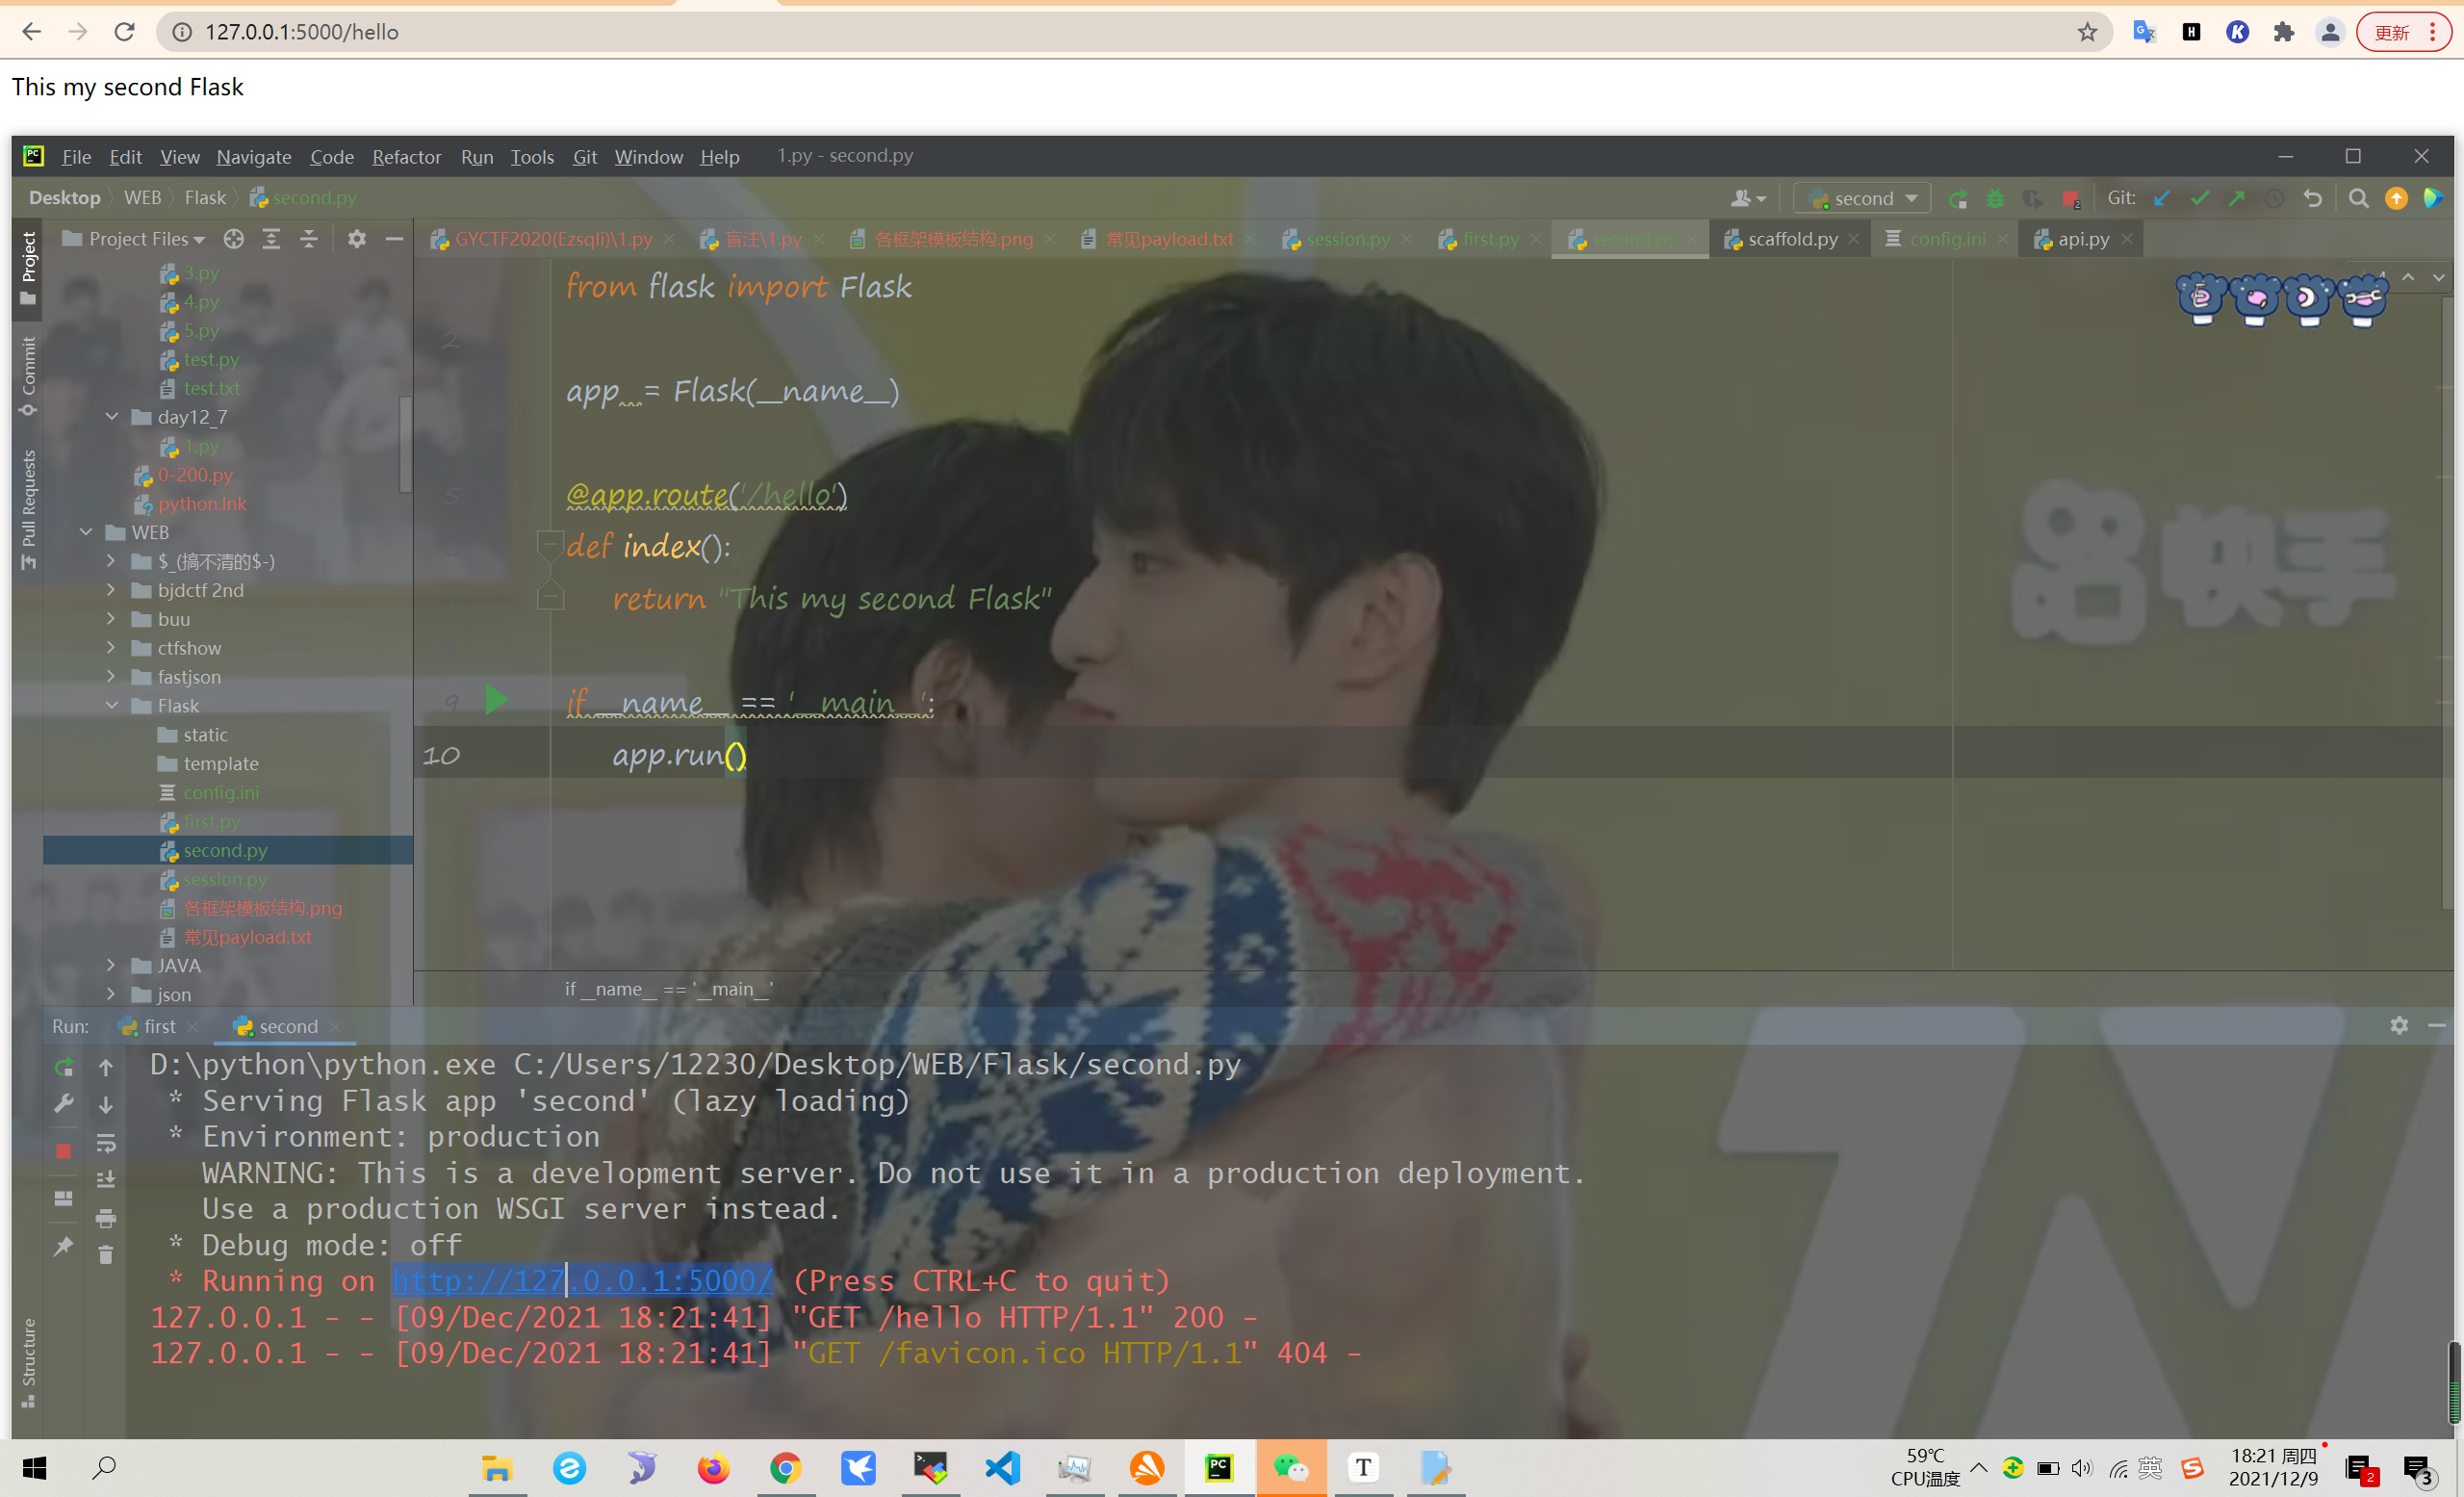 127.0.0.1:5000/hello
更新
This my second Flask
File Edit View Navigate Code Refactor Run Tools Git Window Help 1.py - second.py
Desktop WEB Flask second.py
second
Git:
Project
Commit
Pull Requests
Structure
Project Files
GYCTF2020(Ezsqli)\1.py 盲注\1.py 各框架模板结构.png 常见payload.txt session.py first.py second.py scaffold.py config.ini api.py
3.py
4.py
5.py
test.py
test.txt
day12_7
1.py
0-200.py
python.lnk
WEB
$_(搞不清的$-)
bjdctf 2nd
buu
ctfshow
fastjson
Flask
static
template
config.ini
first.py
second.py
session.py
各框架模板结构.png
常见payload.txt
JAVA
json
from flask import Flask
2
app = Flask(__name__)
5 @app.route('/hello')
def index():
7 return "This my second Flask"
8
9 if __name__ == '__main__':
10 app.run()
快手
if __name__ == '__main__'
Run: first second
D:\python\python.exe C:/Users/12230/Desktop/WEB/Flask/second.py
* Serving Flask app 'second' (lazy loading)
* Environment: production
WARNING: This is a development server. Do not use it in a production deployment.
Use a production WSGI server instead.
* Debug mode: off
* Running on http://127.0.0.1:5000/ (Press CTRL+C to quit)
127.0.0.1 - - [09/Dec/2021 18:21:41] "GET /hello HTTP/1.1" 200 -
127.0.0.1 - - [09/Dec/2021 18:21:41] "GET /favicon.ico HTTP/1.1" 404 -
59℃
CPU温度
英
18:21 周四
2021/12/9
2
3